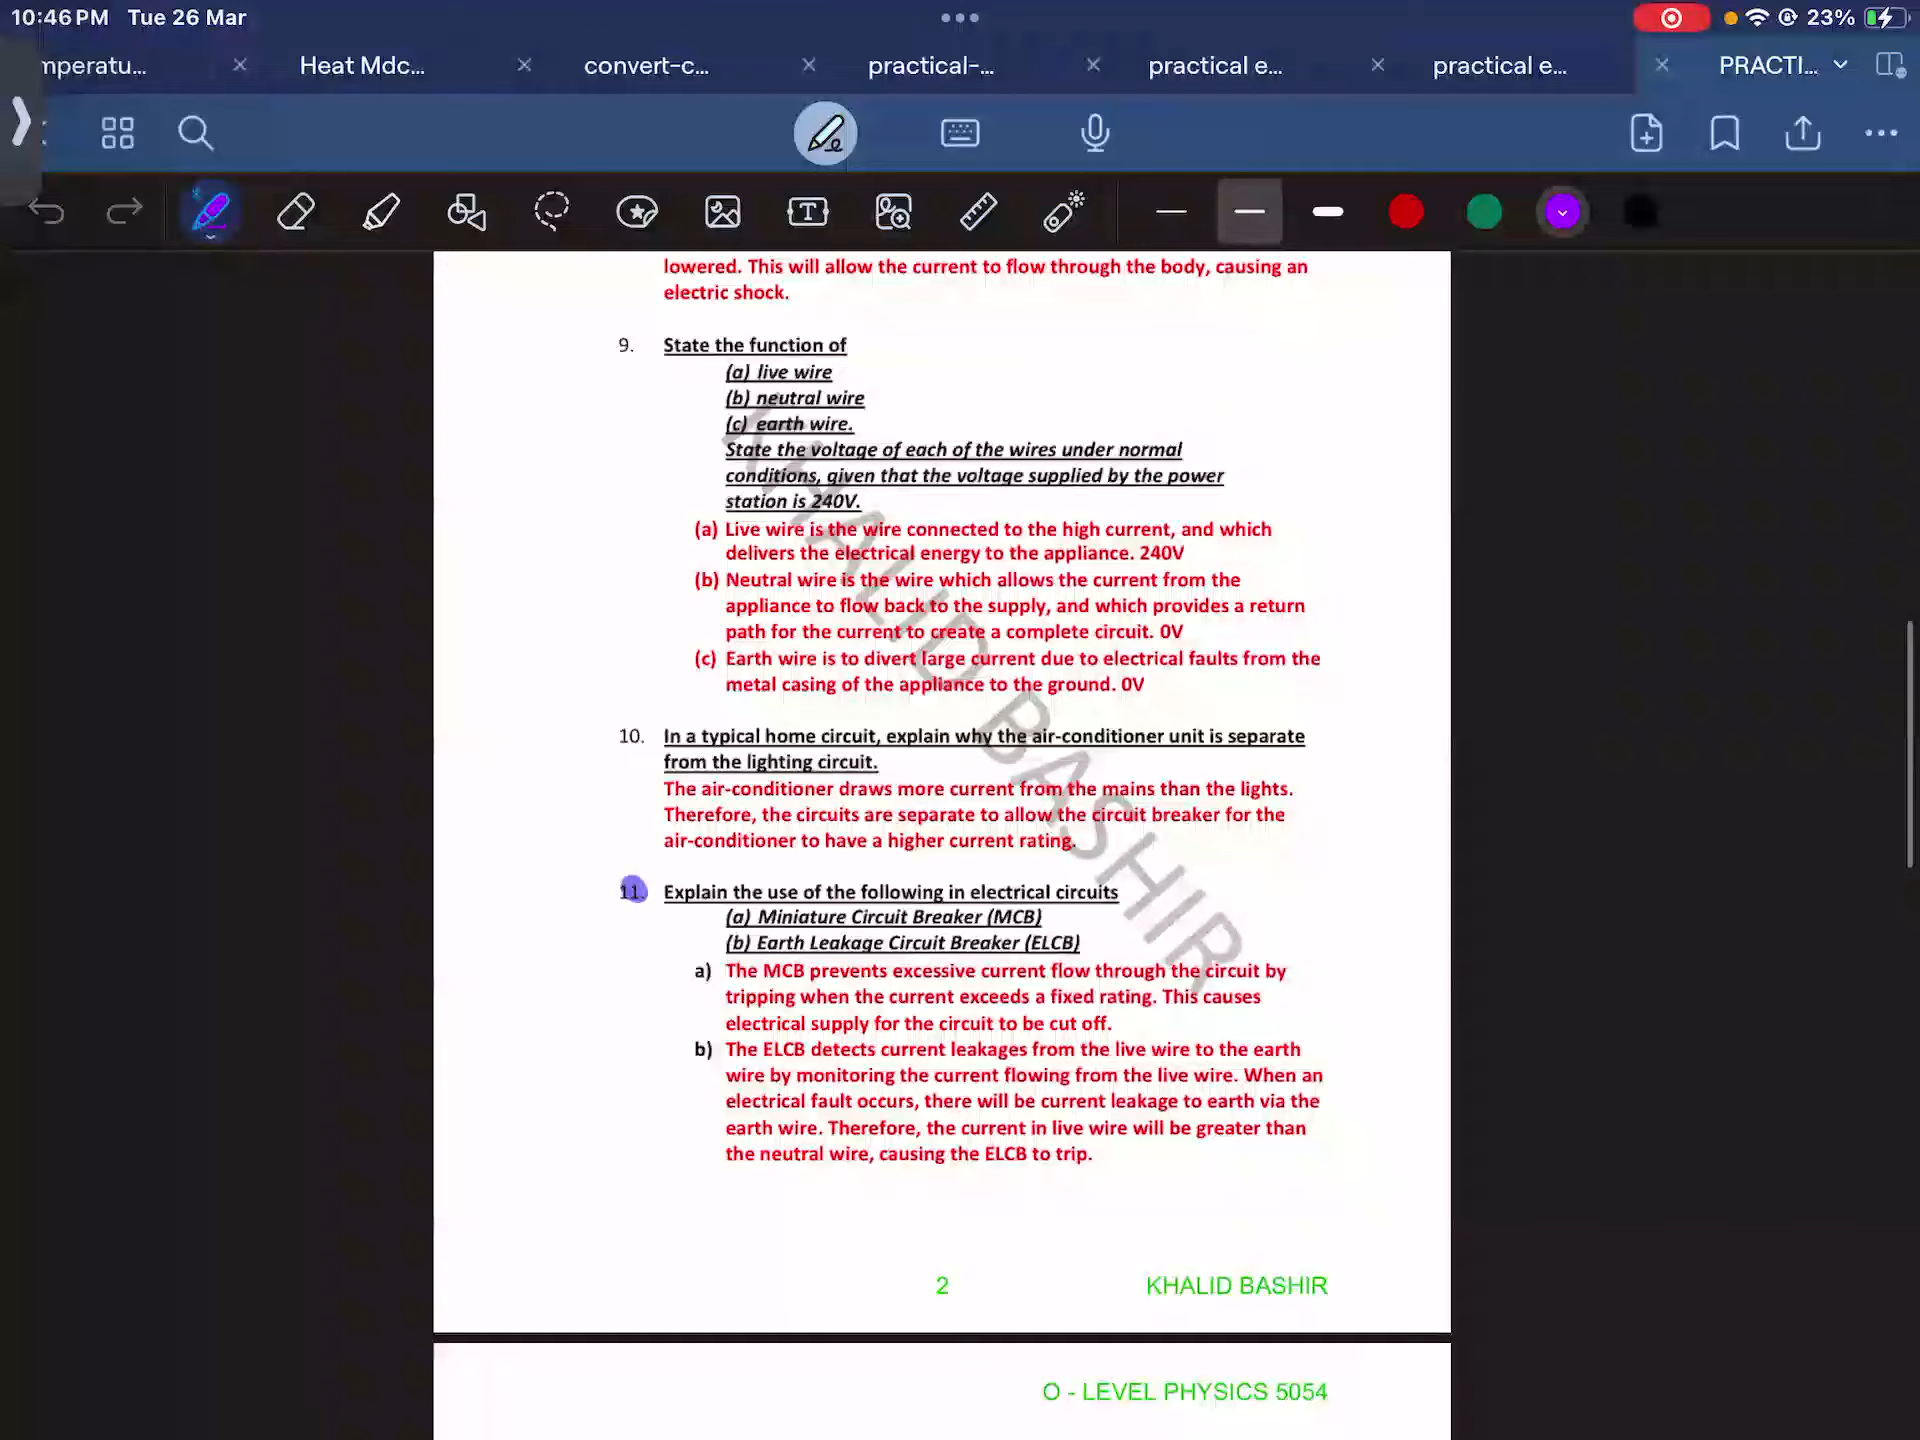 10:46 PM Tue 26 Mar
23%
mperatu...
Heat Mdc...
convert-c...
practical-...
practical e...
practical e...
PRACTI...
lowered. This will allow the current to flow through the body, causing an
electric shock.
9. State the function of
(a) live wire
(b) neutral wire
(c) earth wire.
State the voltage of each of the wires under normal
conditions, given that the voltage supplied by the power
station is 240V.
(a) Live wire is the wire connected to the high current, and which
delivers the electrical energy to the appliance. 240V
(b) Neutral wire is the wire which allows the current from the
appliance to flow back to the supply, and which provides a return
path for the current to create a complete circuit. 0V
(c) Earth wire is to divert large current due to electrical faults from the
metal casing of the appliance to the ground. 0V
10. In a typical home circuit, explain why the air-conditioner unit is separate
from the lighting circuit.
The air-conditioner draws more current from the mains than the lights.
Therefore, the circuits are separate to allow the circuit breaker for the
air-conditioner to have a higher current rating.
11. Explain the use of the following in electrical circuits
(a) Miniature Circuit Breaker (MCB)
(b) Earth Leakage Circuit Breaker (ELCB)
a) The MCB prevents excessive current flow through the circuit by
tripping when the current exceeds a fixed rating. This causes
electrical supply for the circuit to be cut off.
b) The ELCB detects current leakages from the live wire to the earth
wire by monitoring the current flowing from the live wire. When an
electrical fault occurs, there will be current leakage to earth via the
earth wire. Therefore, the current in live wire will be greater than
the neutral wire, causing the ELCB to trip.
KHALID BASHIR
2 KHALID BASHIR
O - LEVEL PHYSICS 5054